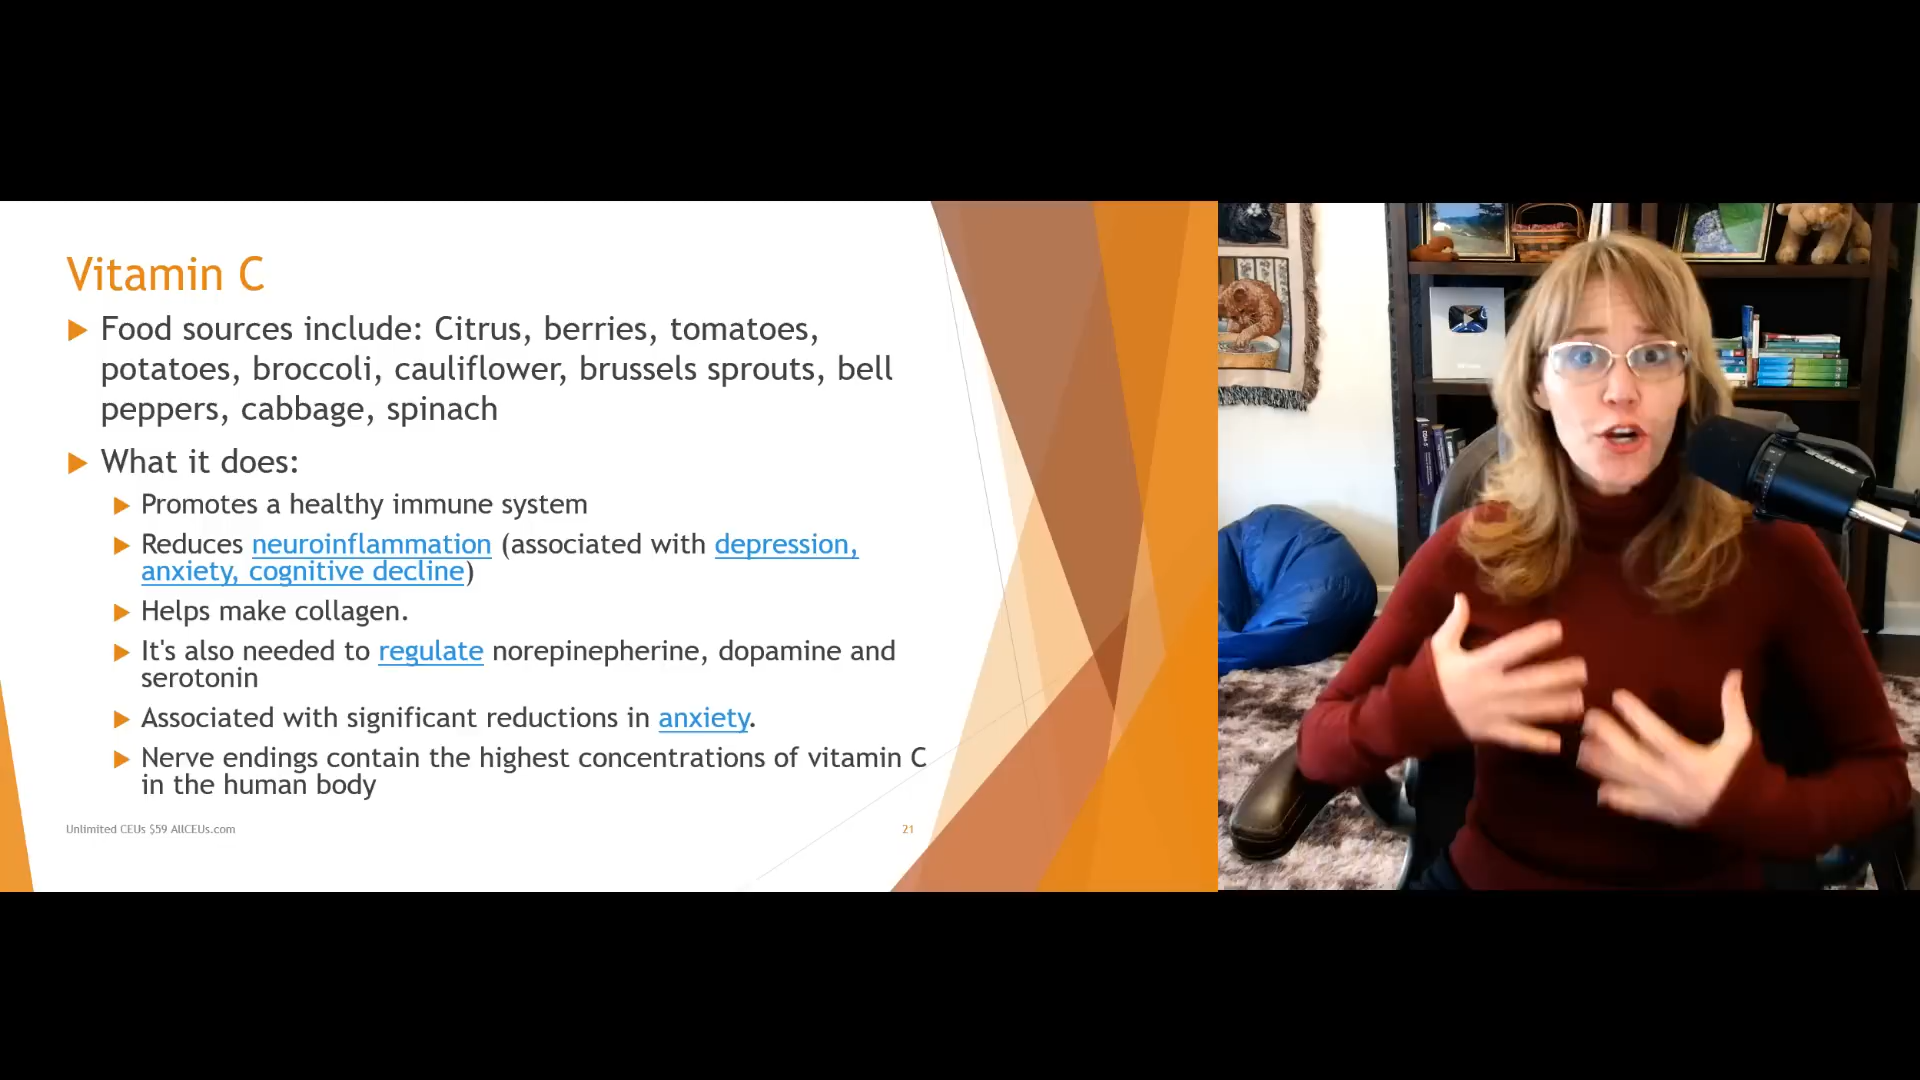 Vitamin C
Food sources include: Citrus, berries, tomatoes,
potatoes, broccoli, cauliflower, brussels sprouts, bell
peppers, cabbage, spinach
What it does:
Promotes a healthy immune system
Reduces neuroinflammation (associated with depression,
anxiety, cognitive decline)
Helps make collagen.
It's also needed to regulate norepinepherine, dopamine and
serotonin
Associated with significant reductions in anxiety.
Nerve endings contain the highest concentrations of vitamin C
in the human body
Unlimited CEUs $59 AllCEUs.com
21